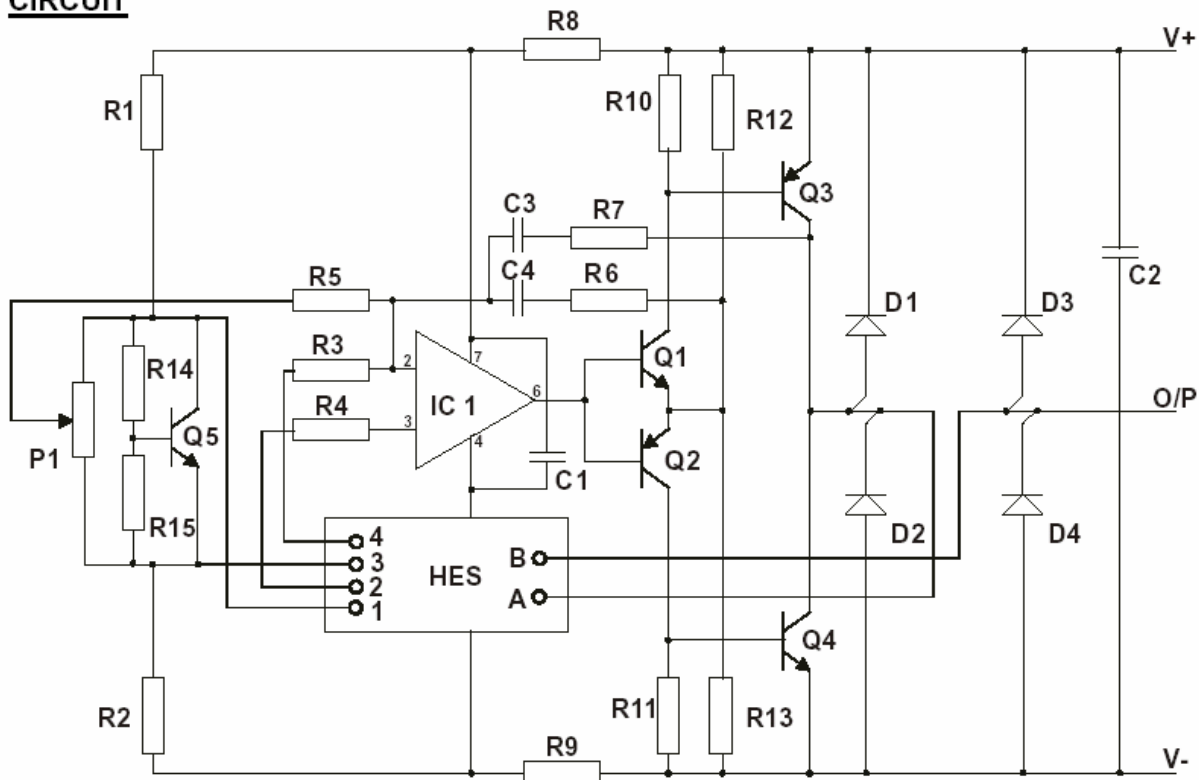 CIRCUIT
R8
V+
R1
R10
R12
Q3
C3
R7
C4
R6
C2
R5
D1
D3
R3
2
7
Q1
R14
IC 1
6
O/P
R4
3
Q5
4
Q2
P1
C1
R15
D2
D4
4
3
HES
B
2
1
A
Q4
R2
R11
R13
R9
V-